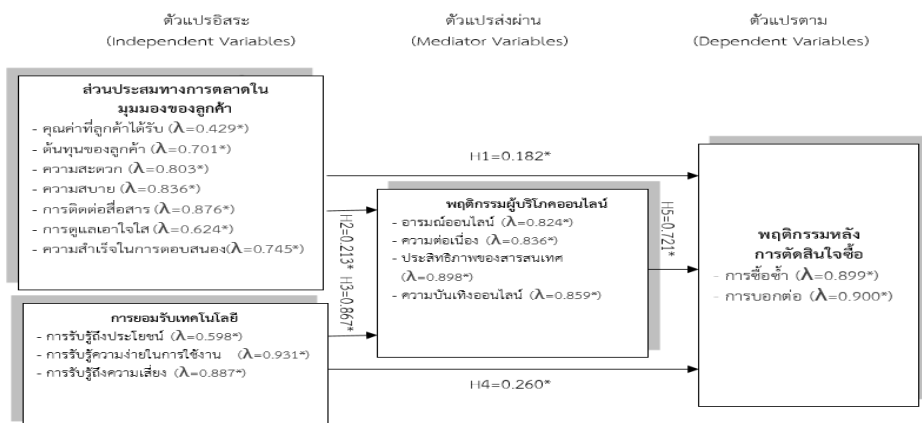 ตัวแปรอิสระ
(Independent Variables)
ตัวแปรส่งผ่าน
(Mediator Variables)
ตัวแปรตาม
(Dependent Variables)
ส่วนประสมทางการตลาดใน
มุมมองของลูกค้า
- คุณค่าที่ลูกค้าได้รับ (λ=0.429*)
- ต้นทุนของลูกค้า (λ=0.701*)
- ความสะดวก (λ=0.803*)
- ความสบาย (λ=0.836*)
- การติดต่อสื่อสาร (λ=0.876*)
- การดูแลเอาใจใส่ (λ=0.624*)
- ความสำเร็จในการตอบสนอง(λ=0.745*)
H1=0.182*
H2=0.213*
H3=0.867*
พฤติกรรมผู้บริโภคออนไลน์
- อารมณ์ออนไลน์ (λ=0.824*)
- ความต่อเนื่อง (λ=0.836*)
- ประสิทธิภาพของสารสนเทศ
(λ=0.898*)
- ความบันเทิงออนไลน์ (λ=0.859*)
H5=0.721*
พฤติกรรมหลัง
การตัดสินใจซื้อ
- การซื้อซ้ำ (λ=0.899*)
- การบอกต่อ (λ=0.900*)
การยอมรับเทคโนโลยี
- การรับรู้ถึงประโยชน์ (λ=0.598*)
- การรับรู้ความง่ายในการใช้งาน (λ=0.931*)
- การรับรู้ถึงความเสี่ยง (λ=0.887*)
H4=0.260*